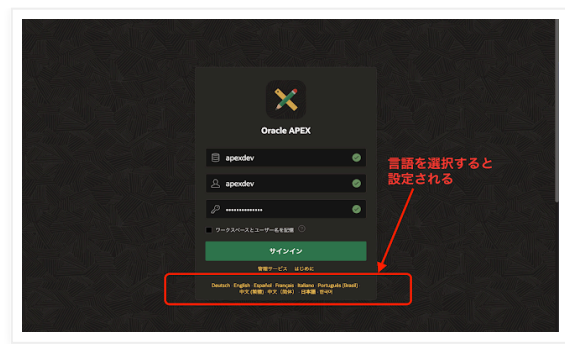 Oracle APEX
apexdev
apexdev
言語を選択すると
設定される
ワークスペースとユーザー名を記憶
サインイン
管理サービス はじめに
Deutsch English Español Français Italiano Português (Brasil)
中文 (繁體) 中文 (简体) 日本語 한국어